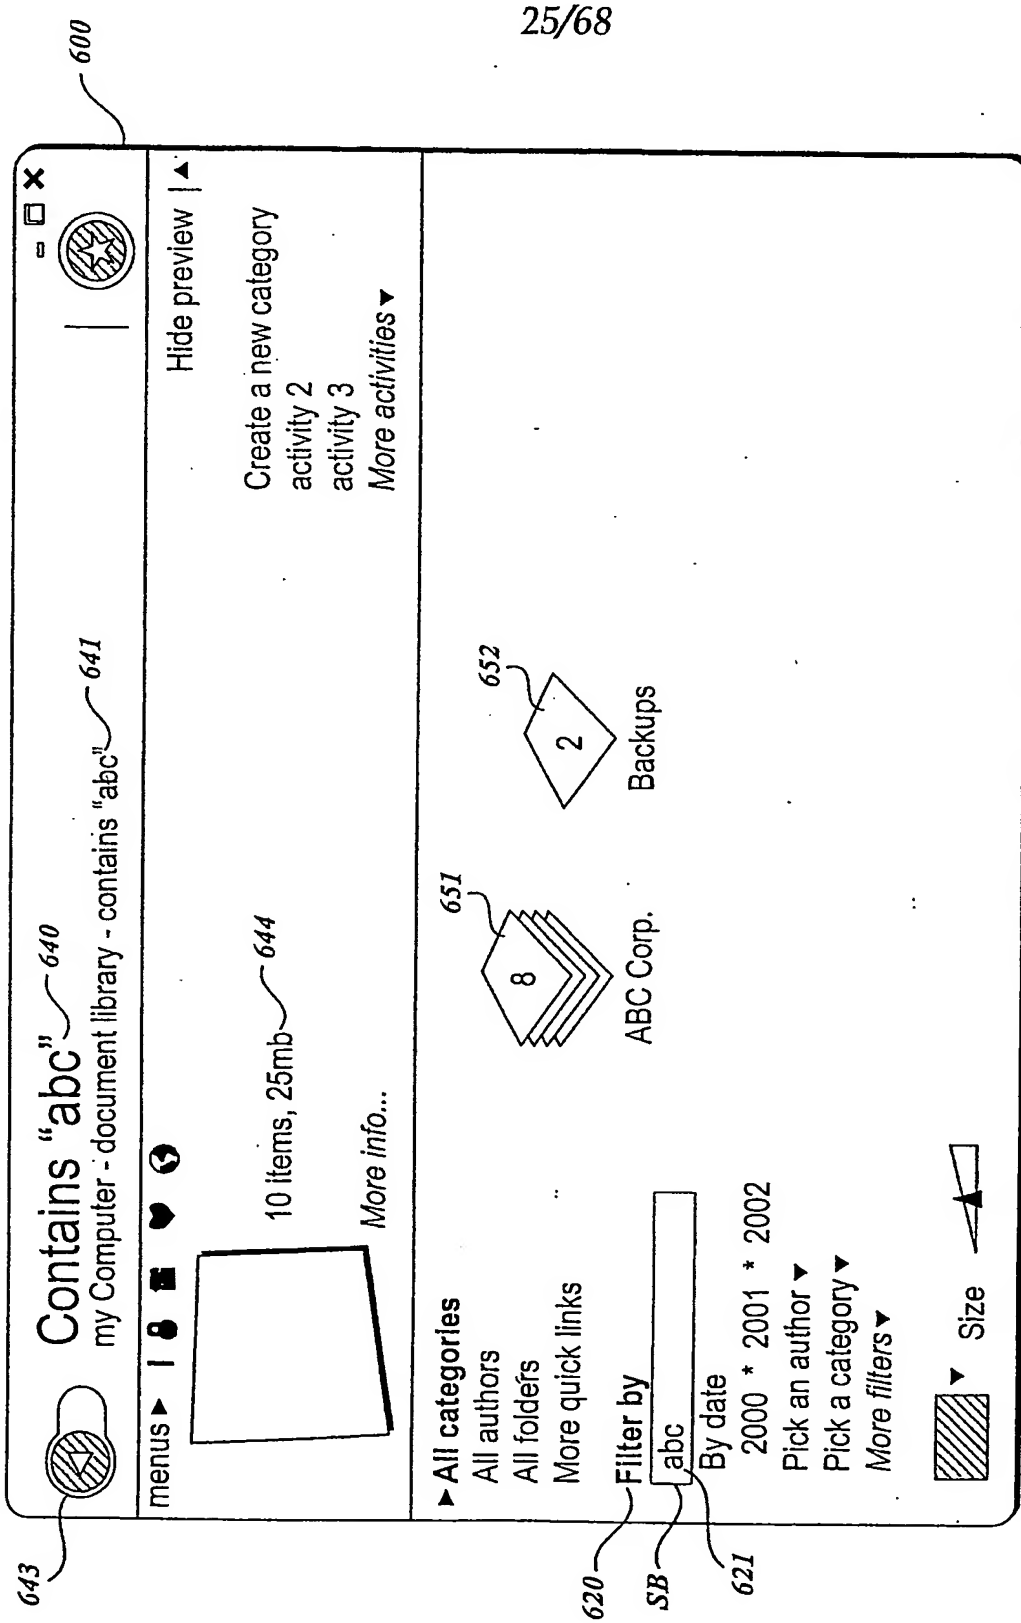 25/68
600
643
Contains “abc”
640
my Computer - document library - contains “abc”
641
menus
Hide preview
10 items, 25mb
644
More info...
Create a new category
activity 2
activity 3
More activities
All categories
All authors
All folders
More quick links
620
Filter by
SB
abc
621
By date
2000 * 2001 * 2002
Pick an author
Pick a category
More filters
Size
651
8
ABC Corp.
652
2
Backups